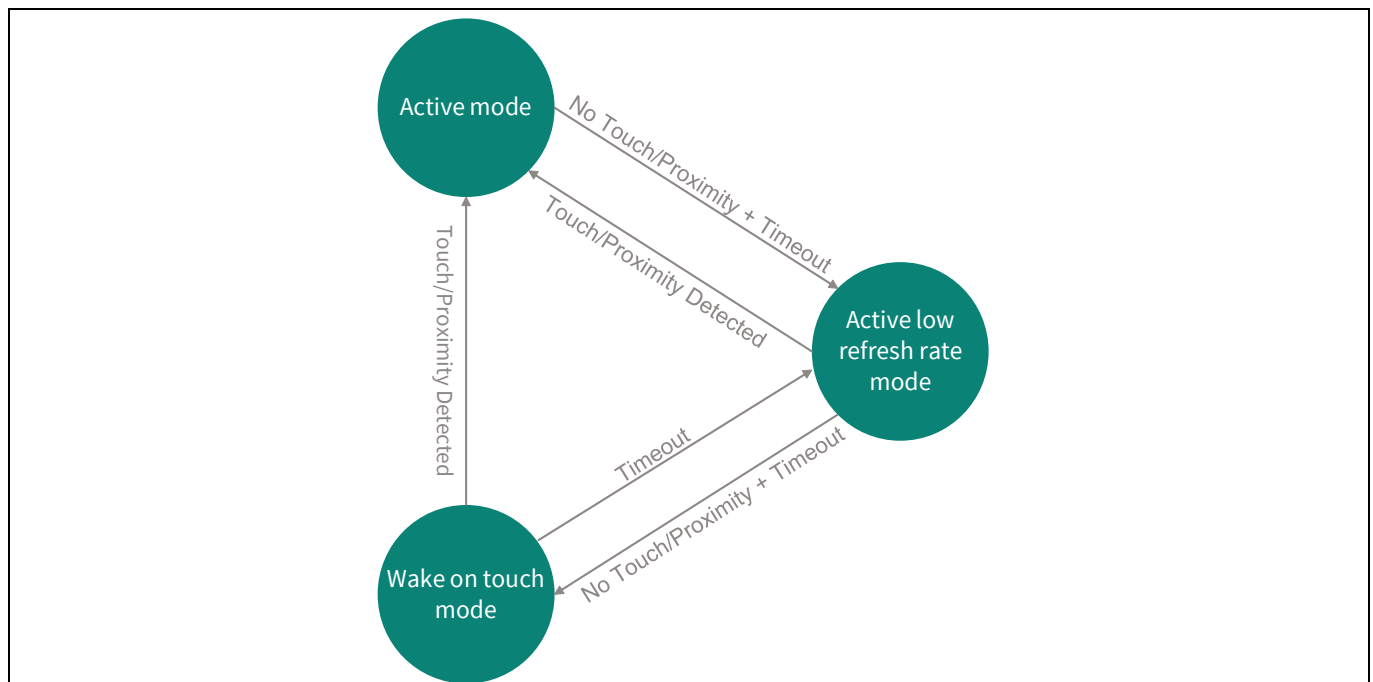 Active mode
No Touch/Proximity + Timeout
Touch/Proximity Detected
Touch/Proximity Detected
Active low
refresh rate
mode
Timeout
No Touch/Proximity + Timeout
Wake on touch
mode